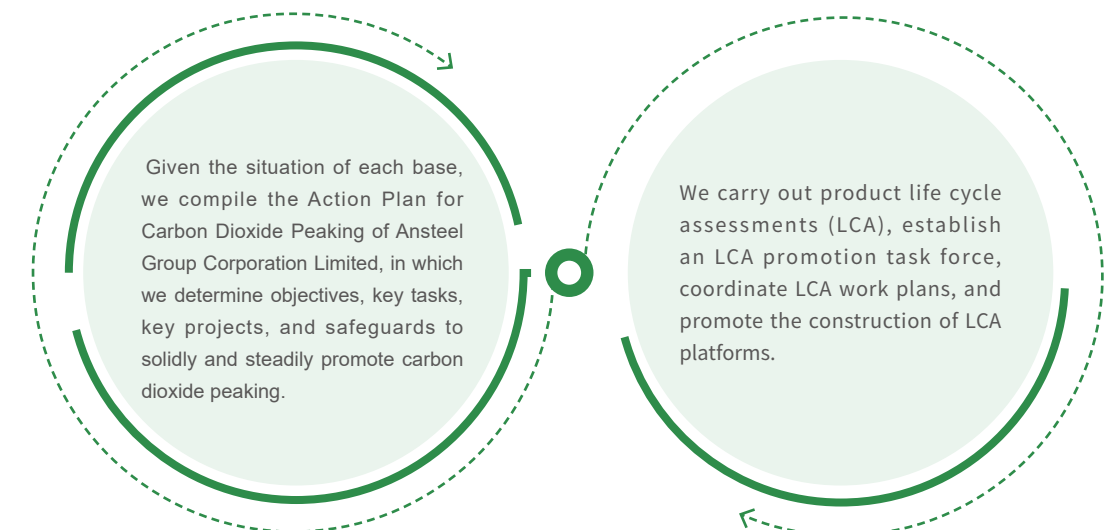 Given the situation of each base,
we compile the Action Plan for
Carbon Dioxide Peaking of Ansteel
Group Corporation Limited, in which
we determine objectives, key tasks,
key projects, and safeguards to
solidly and steadily promote carbon
dioxide peaking.
We carry out product life cycle
assessments (LCA), establish
an LCA promotion task force,
coordinate LCA work plans, and
promote the construction of LCA
platforms.